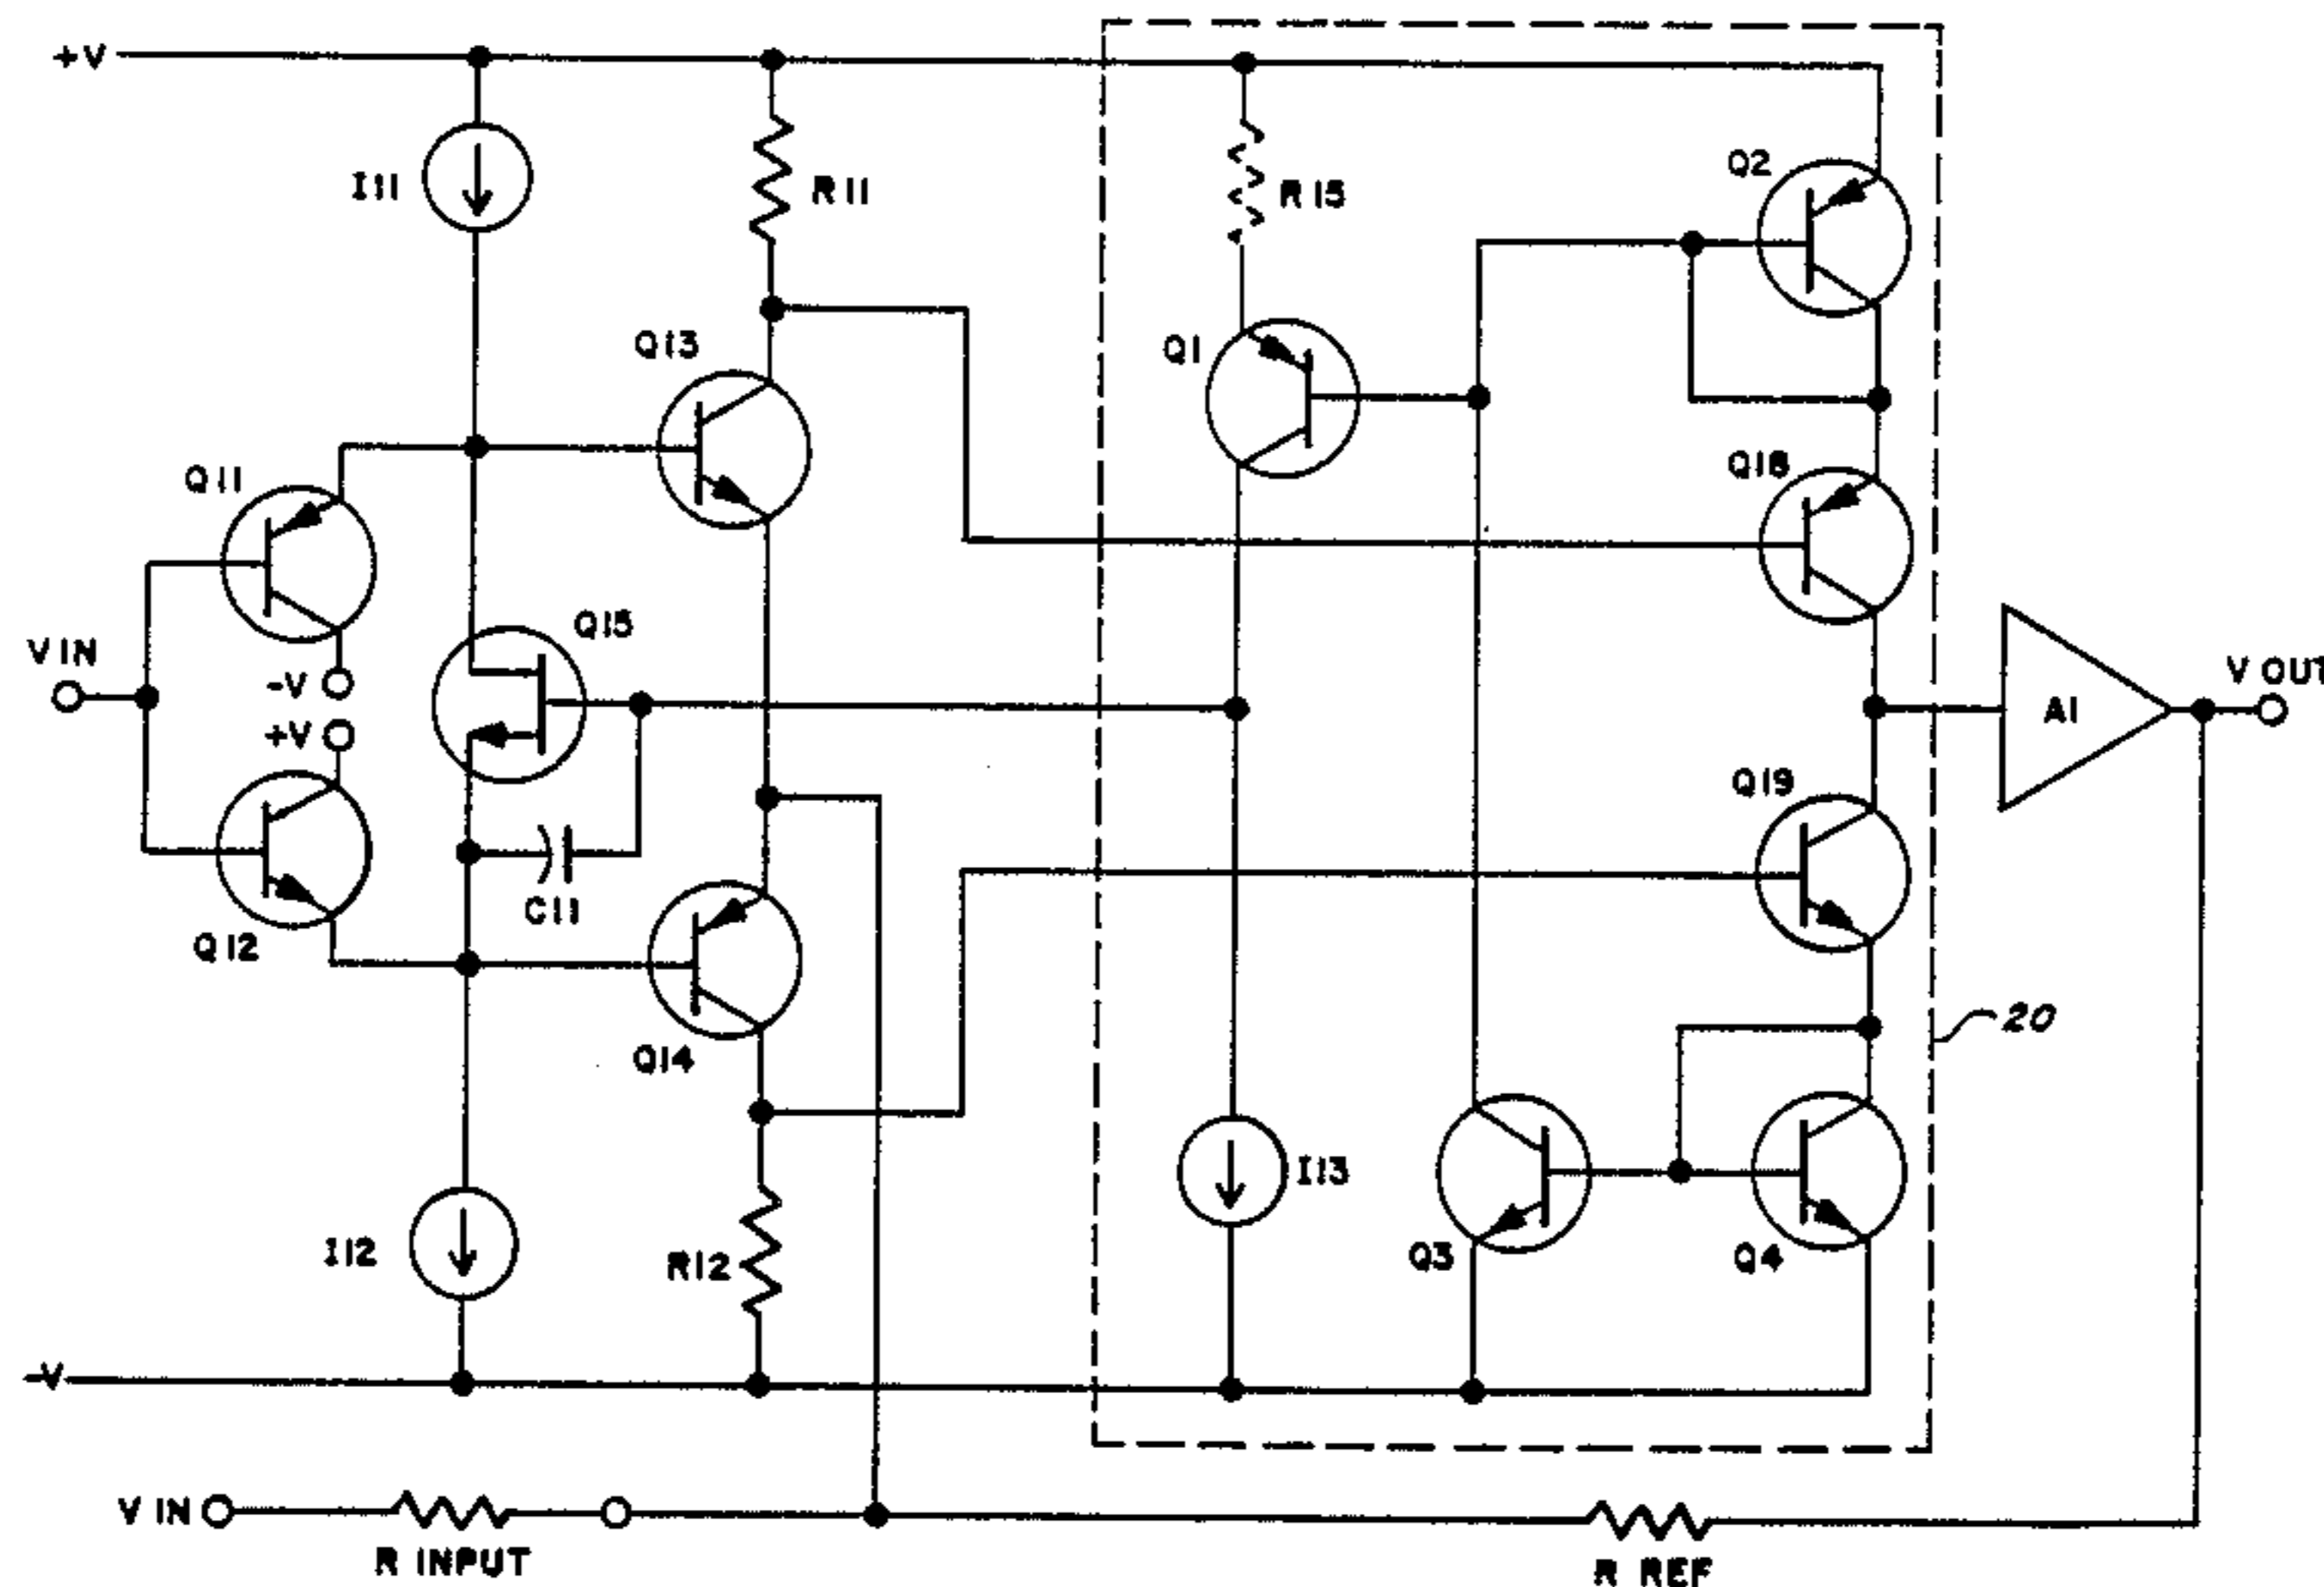 +V
I11
R11
R15
Q2
Q1
Q13
Q11
Q18
Q15
V IN
-V
+V
V OUT
A1
Q19
C11
Q12
20
Q14
I12
R12
I13
Q3
Q4
-V
V IN
R INPUT
R REF